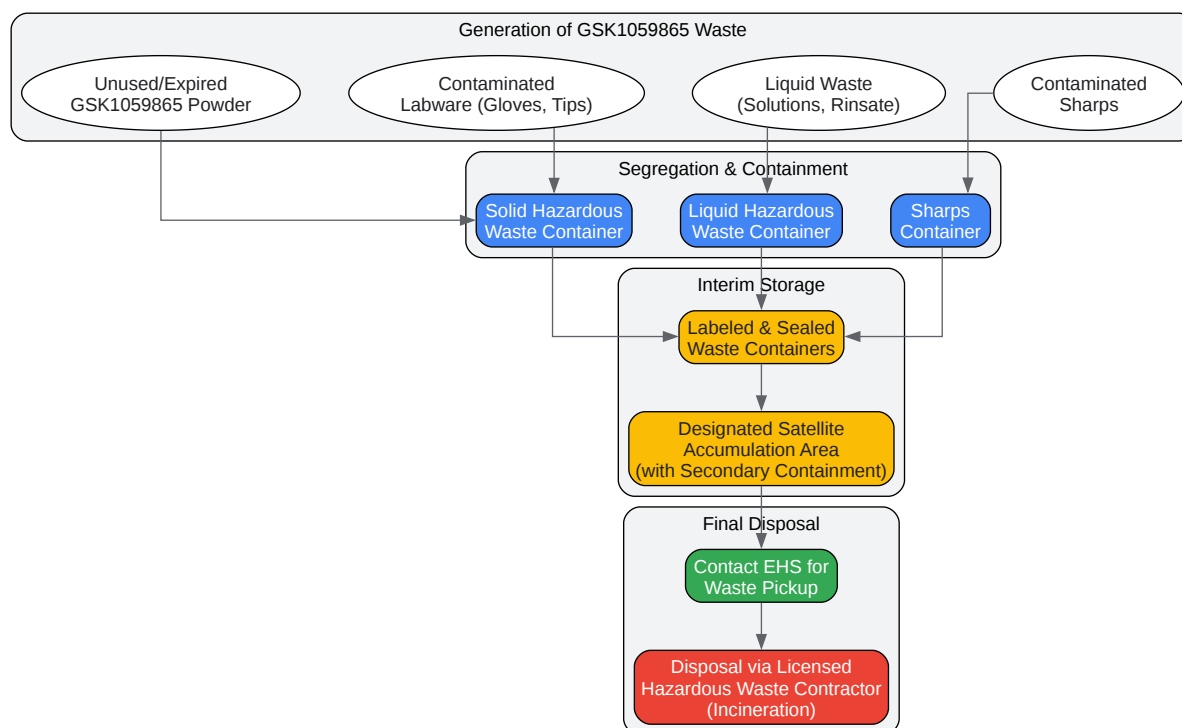 Generation of GSK1059865 Waste
Unused/Expired
GSK1059865 Powder
Contaminated
Labware (Gloves, Tips)
Liquid Waste
(Solutions, Rinsate)
Contaminated
Sharps
Segregation & Containment
Solid Hazardous
Waste Container
Liquid Hazardous
Waste Container
Sharps
Container
Interim Storage
Labeled & Sealed
Waste Containers
Designated Satellite
Accumulation Area
(with Secondary Containment)
Final Disposal
Contact EHS for
Waste Pickup
Disposal via Licensed
Hazardous Waste Contractor
(Incineration)